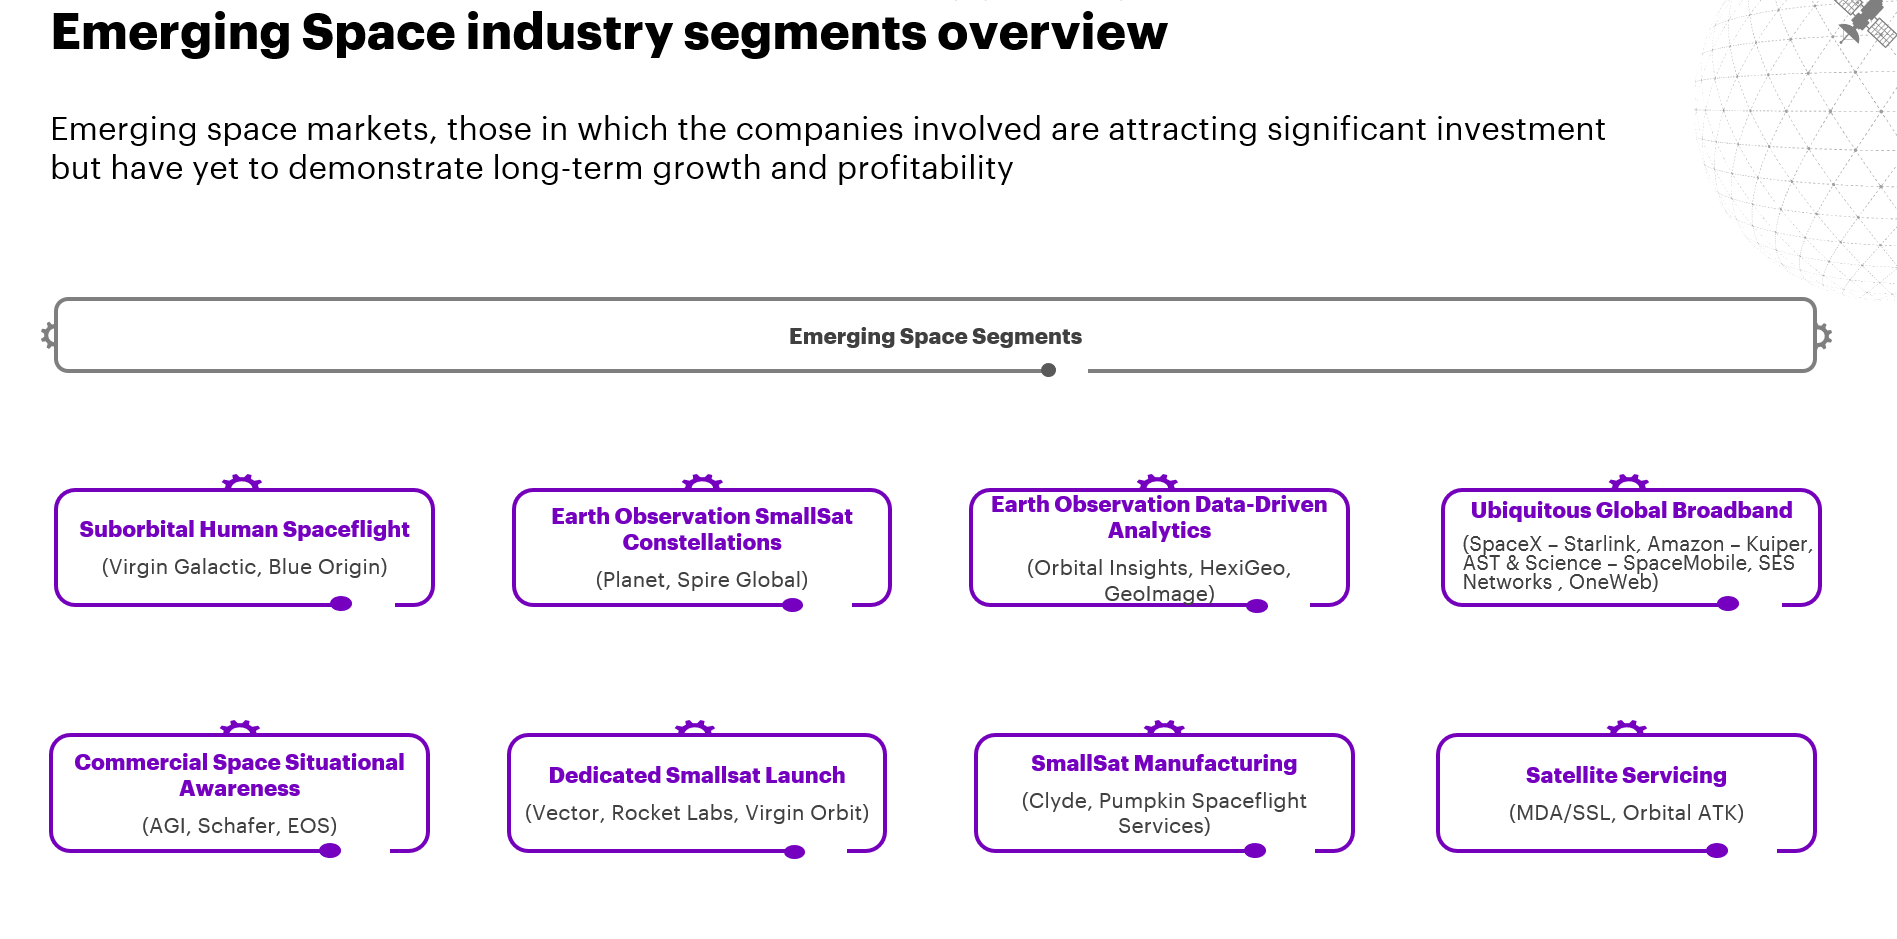 Emerging Space industry segments overview
Emerging space markets, those in which the companies involved are attracting significant investment
but have yet to demonstrate long-term growth and profitability
Emerging Space Segments
Suborbital Human Spaceflight
(Virgin Galactic, Blue Origin)
Earth Observation SmallSat
Constellations
(Planet, Spire Global)
Earth Observation Data-Driven
Analytics
(Orbital Insights, HexiGeo,
GeoImage)
Ubiquitous Global Broadband
(SpaceX – Starlink, Amazon – Kuiper,
AST & Science – SpaceMobile, SES
Networks , OneWeb)
Commercial Space Situational
Awareness
(AGI, Schafer, EOS)
Dedicated Smallsat Launch
(Vector, Rocket Labs, Virgin Orbit)
SmallSat Manufacturing
(Clyde, Pumpkin Spaceflight
Services)
Satellite Servicing
(MDA/SSL, Orbital ATK)